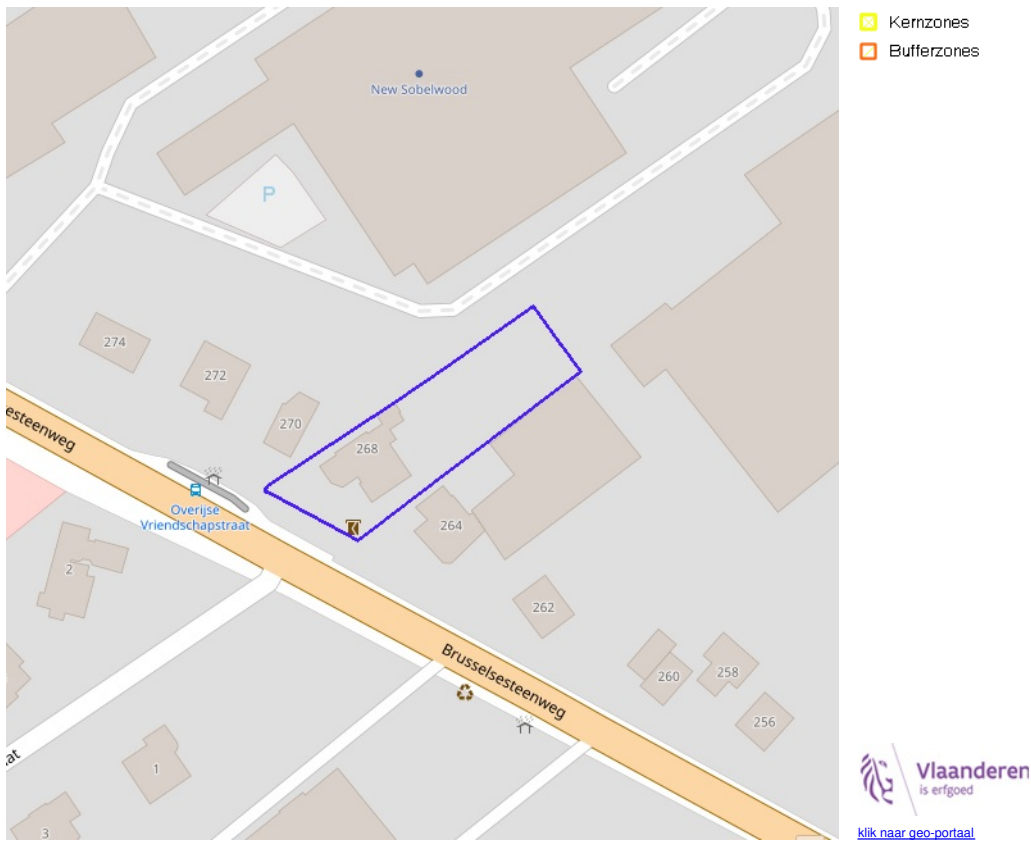 Kernzones
Bufferzones
New Sobelwood
P
274
272
270
268
264
262
260
258
256
esteenweg
Overijse
Vriendschapstraat
2
Brusselsesteenweg
at
1
3
Vlaanderen
is erfgoed
klik naar geo-portaal